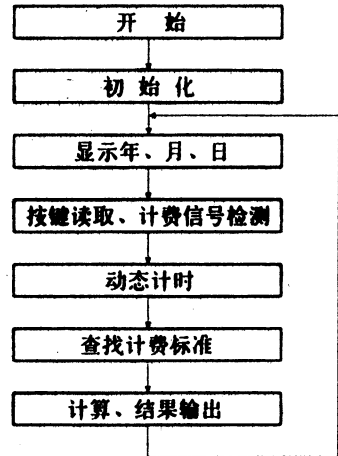 开 始
初 始 化
显示年、月、日
按键读取、计费信号检测
动态计时
查找计费标准
计算、结果输出